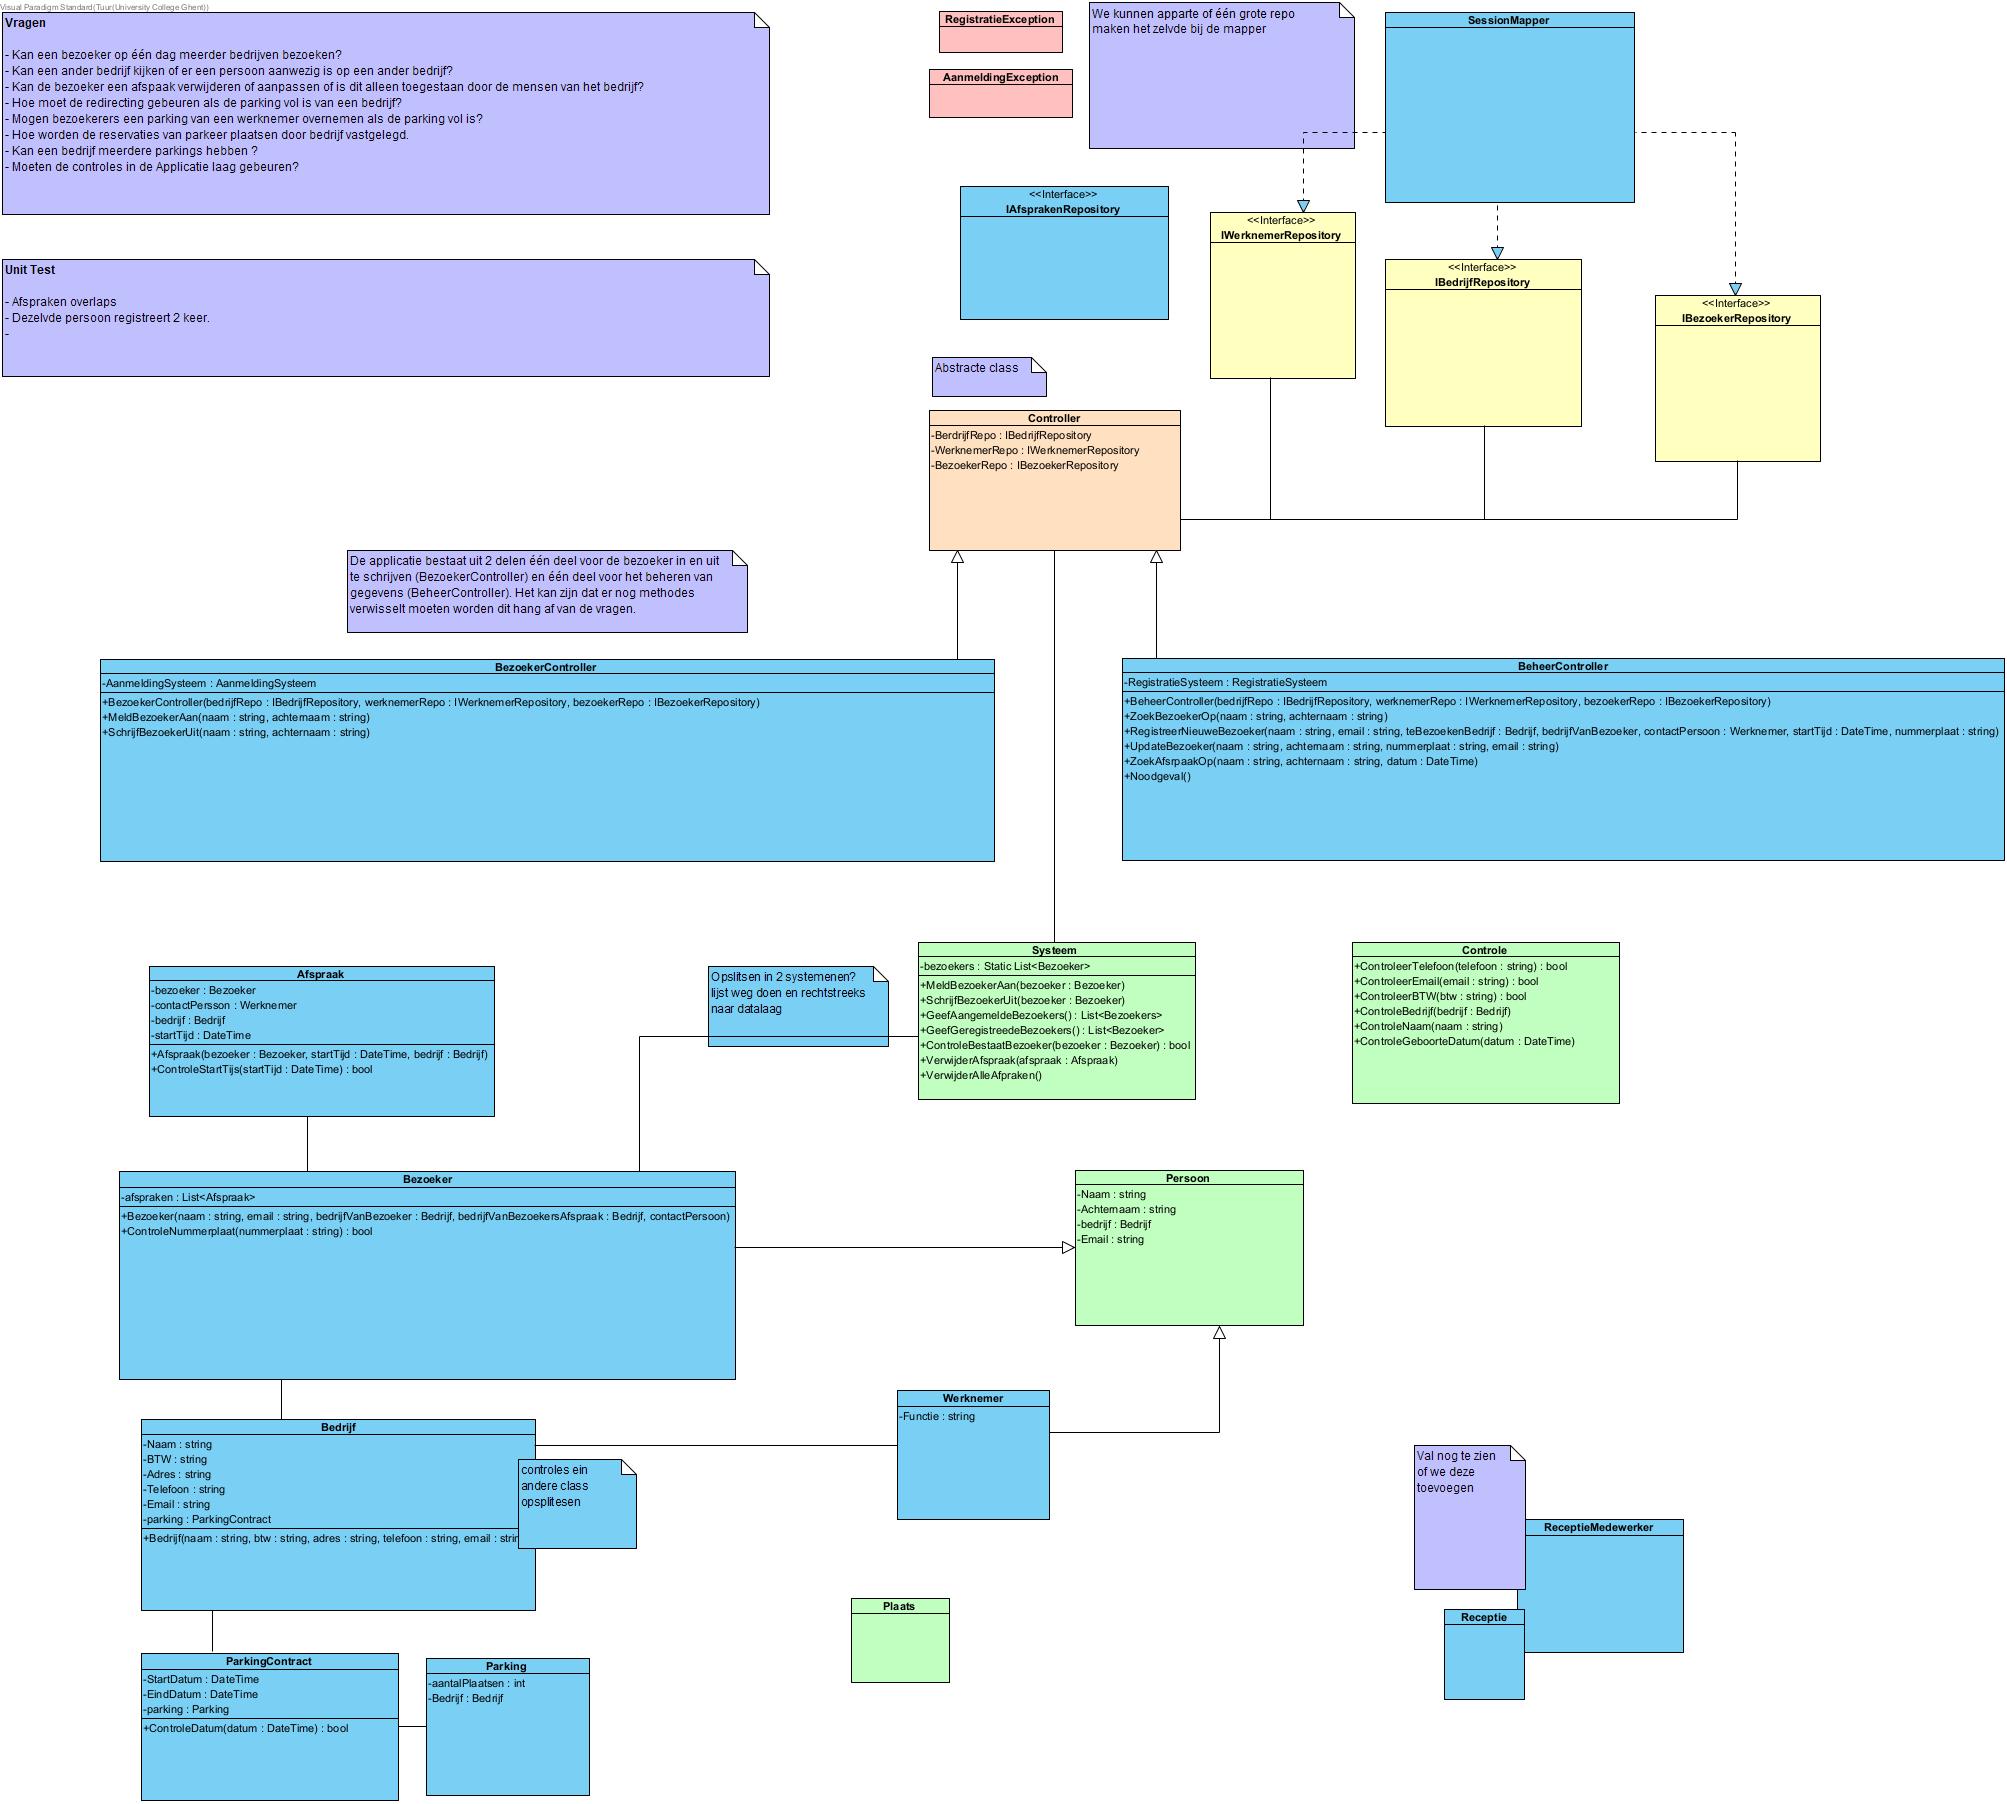 Visual Paradigm Standard(Tuur(University College Ghent))
Vragen
- Kan een bezoeker op één dag meerder bedrijven bezoeken?
- Kan een ander bedrijf kijken of er een persoon aanwezig is op een ander bedrijf?
- Kan de bezoeker een afspaak verwijderen of aanpassen of is dit alleen toegestaan door de mensen van het bedrijf?
- Hoe moet de redirecting gebeuren als de parking vol is van een bedrijf?
- Mogen bezoekerers een parking van een werknemer overnemen als de parking vol is?
- Hoe worden de reservaties van parkeer plaatsen door bedrijf vastgelegd.
- Kan een bedrijf meerdere parkings hebben ?
- Moeten de controles in de Applicatie laag gebeuren?
Unit Test
- Afspraken overlaps
- Dezelvde persoon registreert 2 keer.
-
RegistratieException
AanmeldingException
We kunnen apparte of één grote repo
maken het zelvde bij de mapper
SessionMapper
<<Interface>>
IAfsprakenRepository
<<Interface>>
IWerknemerRepository
<<Interface>>
IBedrijfRepository
<<Interface>>
IBezoekerRepository
Abstracte class
Controller
-BerdrijfRepo : IBedrijfRepository
-WerknemerRepo : IWerknemerRepository
-BezoekerRepo : IBezoekerRepository
De applicatie bestaat uit 2 delen één deel voor de bezoeker in en uit
te schrijven (BezoekerController) en één deel voor het beheren van
gegevens (BeheerController). Het kan zijn dat er nog methodes
verwisselt moeten worden dit hang af van de vragen.
BezoekerController
-AanmeldingSysteem : AanmeldingSysteem
+BezoekerController(bedrijfRepo : IBedrijfRepository, werknemerRepo : IWerknemerRepository, bezoekerRepo : IBezoekerRepository)
+MeldBezoekerAan(naam : string, achternaam : string)
+SchrijfBezoekerUit(naam : string, achternaam : string)
BeheerController
-RegistratieSysteem : RegistratieSysteem
+BeheerController(bedrijfRepo : IBedrijfRepository, werknemerRepo : IWerknemerRepository, bezoekerRepo : IBezoekerRepository)
+ZoekBezoekerOp(naam : string, achternaam : string)
+RegistreerNieuweBezoeker(naam : string, email : string, teBezoekenBedrijf : Bedrijf, bedrijfVanBezoeker, contactPersoon : Werknemer, startTijd : DateTime, nummerplaat : string)
+UpdateBezoeker(naam : string, achternaam : string, nummerplaat : string, email : string)
+ZoekAfsrpaakOp(naam : string, achternaam : string, datum : DateTime)
+Noodgeval()
Afspraak
-bezoeker : Bezoeker
-contactPersson : Werknemer
-bedrijf : Bedrijf
-startTijd : DateTime
+Afspraak(bezoeker : Bezoeker, startTijd : DateTime, bedrijf : Bedrijf)
+ControleStartTijs(startTijd : DateTime) : bool
Opslitsen in 2 systemenen?
lijst weg doen en rechtstreeks
naar datalaag
Systeem
-bezoekers : Static List<Bezoeker>
+MeldBezoekerAan(bezoeker : Bezoeker)
+SchrijfBezoekerUit(bezoeker : Bezoeker)
+GeefAangemeldeBezoekers() : List<Bezoekers>
+GeefGeregistreedeBezoekers() : List<Bezoeker>
+ControleBestaatBezoeker(bezoeker : Bezoeker) : bool
+VerwijderAfspraak(afspraak : Afspraak)
+VerwijderAlleAfpraken()
Controle
+ControleerTelefoon(telefoon : string) : bool
+ControleerEmail(email : string) : bool
+ControleerBTW(btw : string) : bool
+ControleBedrijf(bedrijf : Bedrijf)
+ControleNaam(naam : string)
+ControleGeboorteDatum(datum : DateTime)
Bezoeker
-afspraken : List<Afspraak>
+Bezoeker(naam : string, email : string, bedrijfVanBezoeker : Bedrijf, bedrijfVanBezoekersAfspraak : Bedrijf, contactPersoon)
+ControleNummerplaat(nummerplaat : string) : bool
Persoon
-Naam : string
-Achternaam : string
-bedrijf : Bedrijf
-Email : string
Werknemer
-Functie : string
Bedrijf
-Naam : string
-BTW : string
-Adres : string
-Telefoon : string
-Email : string
-parking : ParkingContract
+Bedrijf(naam : string, btw : string, adres : string, telefoon : string, email :
controles ein
andere class
opsplitesen
Val nog te zien
of we deze
toevoegen
ReceptieMedewerker
Receptie
Plaats
ParkingContract
-StartDatum : DateTime
-EindDatum : DateTime
-parking : Parking
+ControleDatum(datum : DateTime) : bool
Parking
-aantalPlaatsen : int
-Bedrijf : Bedrijf